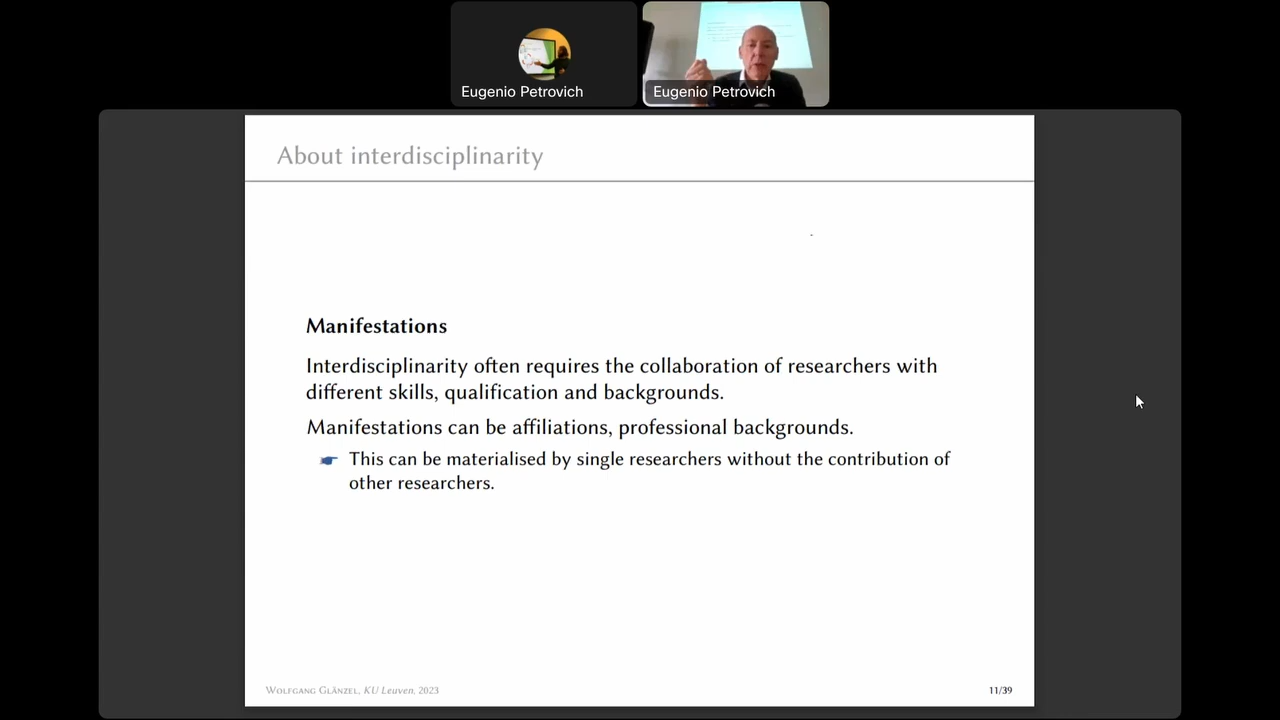 Eugenio Petrovich
Eugenio Petrovich
About interdisciplinarity
Manifestations
Interdisciplinarity often requires the collaboration of researchers with
different skills, qualification and backgrounds.
Manifestations can be affiliations, professional backgrounds.
This can be materialised by single researchers without the contribution of
other researchers.
Wolfgang Glänzel, KU Leuven, 2023
11/39